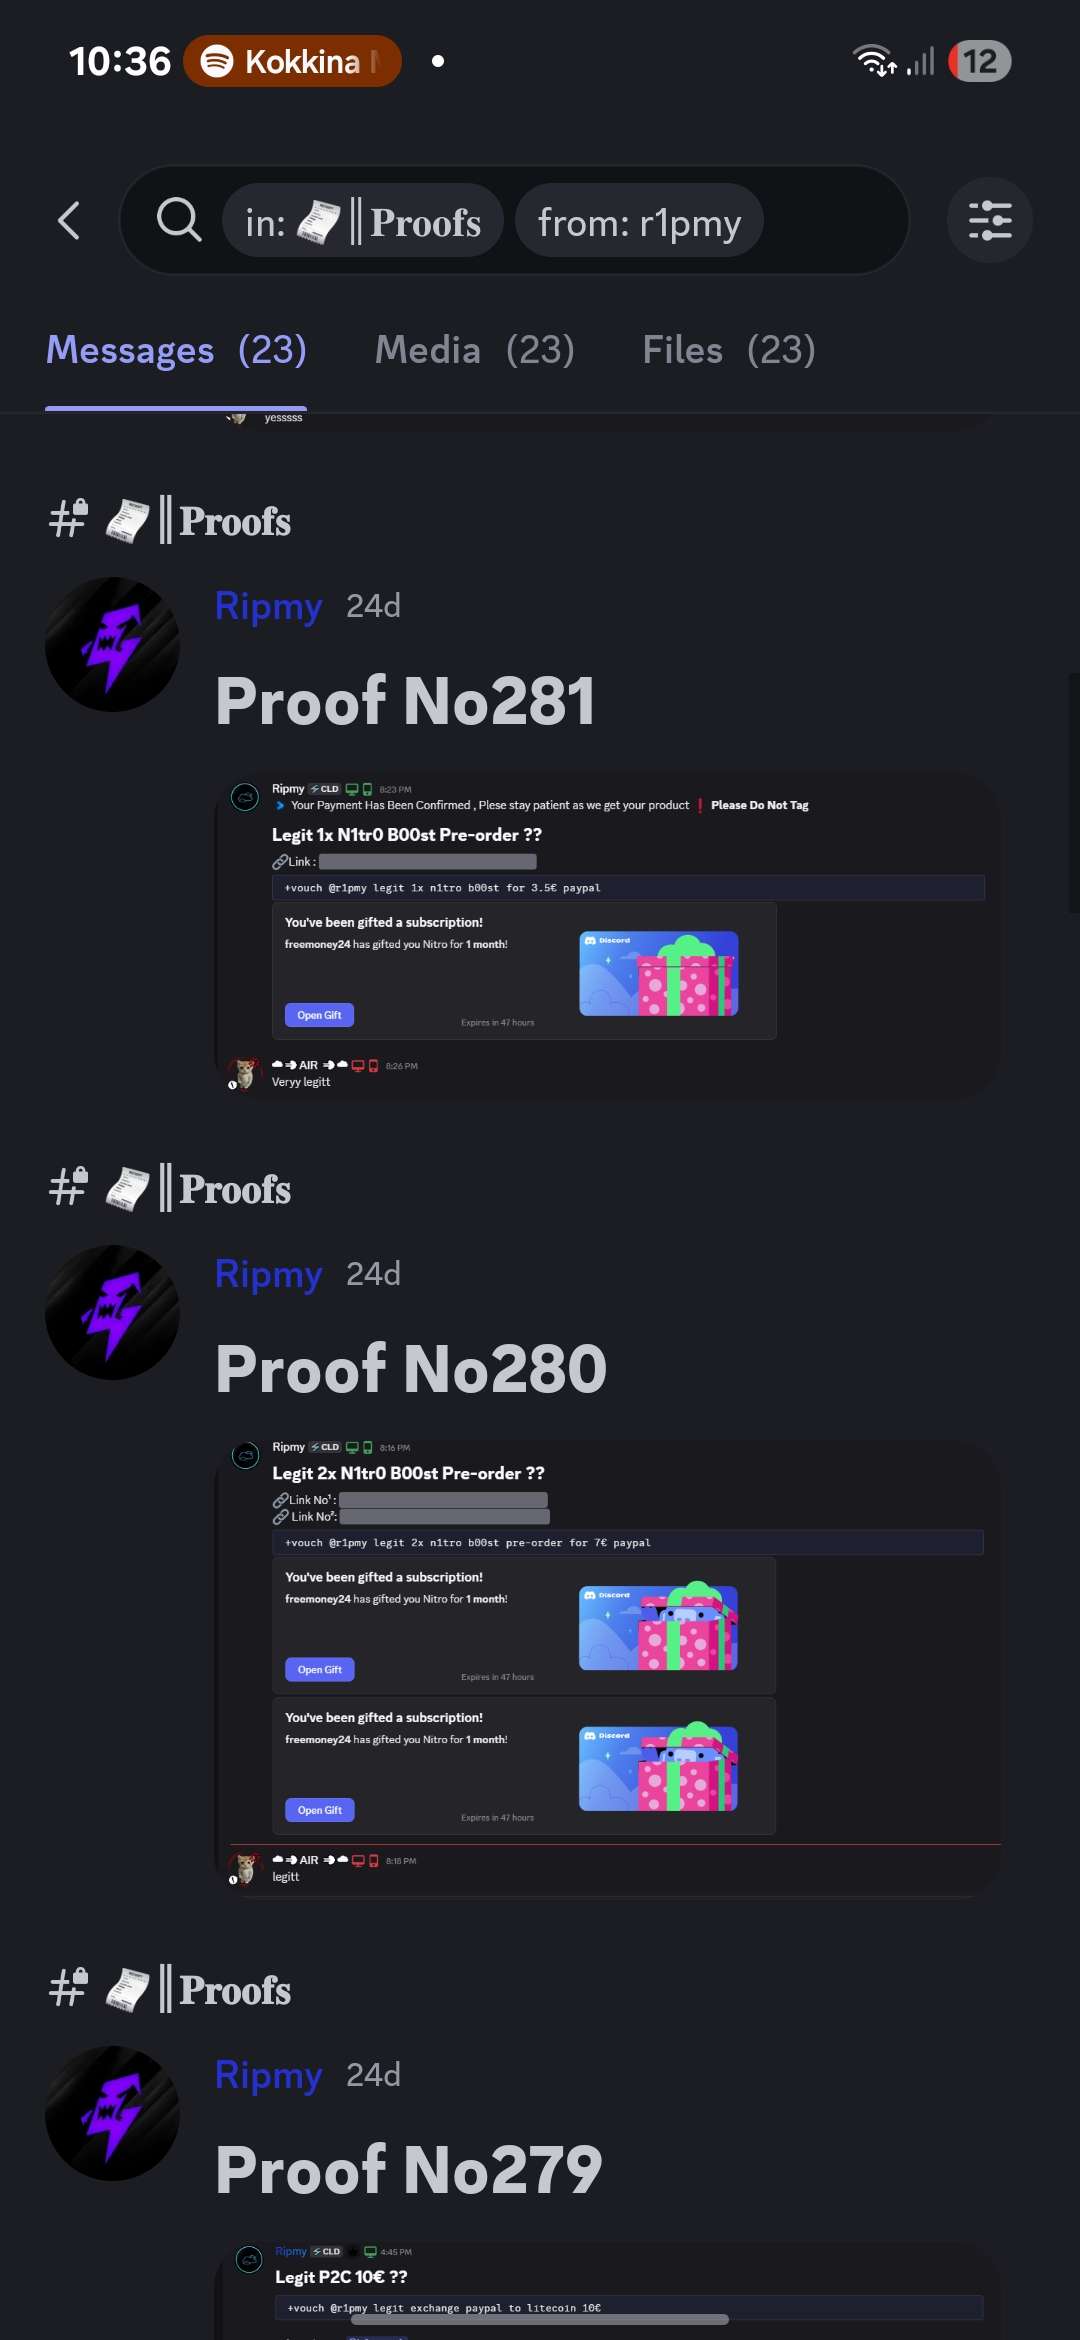 10:36 Kokkina 12
in: ║Proofs from: r1pmy
Messages (23) Media (23) Files (23)
yesssss
║Proofs
Ripmy 24d
Proof No281
Ripmy CLD 8:23 PM
Your Payment Has Been Confirmed , Plese stay patient as we get your product ❗ Please Do Not Tag
Legit 1x N1tr0 B00st Pre-order ??
Link :
+vouch @r1pmy legit 1x n1tro b00st for 3.5€ paypal
You've been gifted a subscription!
freemoney24 has gifted you Nitro for 1 month!
Discord
Open Gift
Expires in 47 hours
AIR 8:26 PM
Veryy legitt
║Proofs
Ripmy 24d
Proof No280
Ripmy CLD 8:16 PM
Legit 2x N1tr0 B00st Pre-order ??
Link No¹ :
Link No²:
+vouch @r1pmy legit 2x n1tro b00st pre-order for 7€ paypal
You've been gifted a subscription!
freemoney24 has gifted you Nitro for 1 month!
Discord
Open Gift
Expires in 47 hours
You've been gifted a subscription!
freemoney24 has gifted you Nitro for 1 month!
Discord
Open Gift
Expires in 47 hours
AIR 8:18 PM
legitt
║Proofs
Ripmy 24d
Proof No279
Ripmy CLD 4:45 PM
Legit P2C 10€ ??
+vouch @r1pmy legit exchange paypal to litecoin 10€